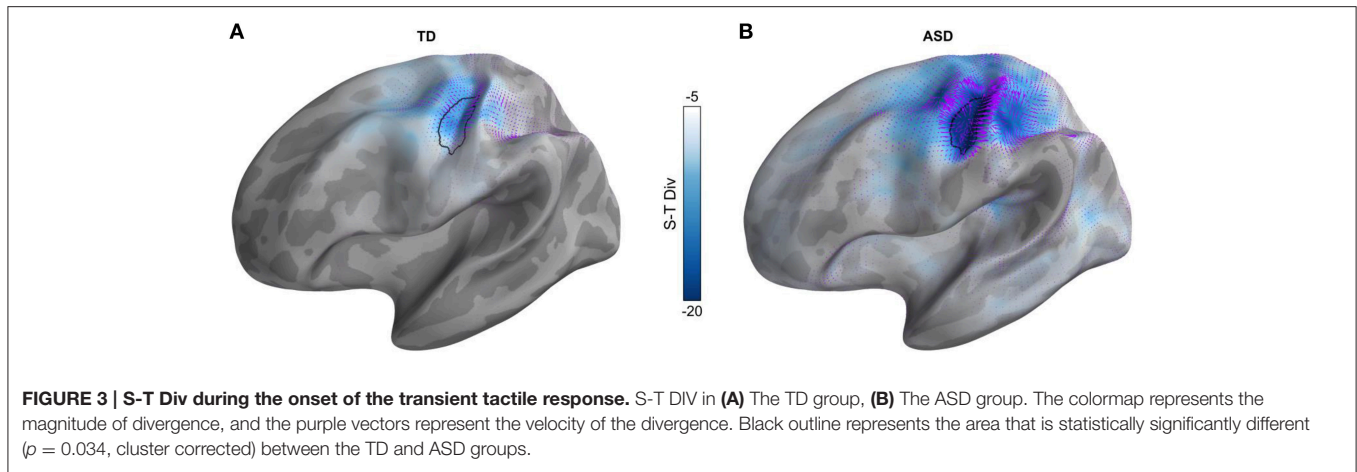 A
TD
B
ASD
-5
S-T Div
-20
FIGURE 3 | S-T Div during the onset of the transient tactile response. S-T DIV in (A) The TD group, (B) The ASD group. The colormap represents the
magnitude of divergence, and the purple vectors represent the velocity of the divergence. Black outline represents the area that is statistically significantly different
(p = 0.034, cluster corrected) between the TD and ASD groups.